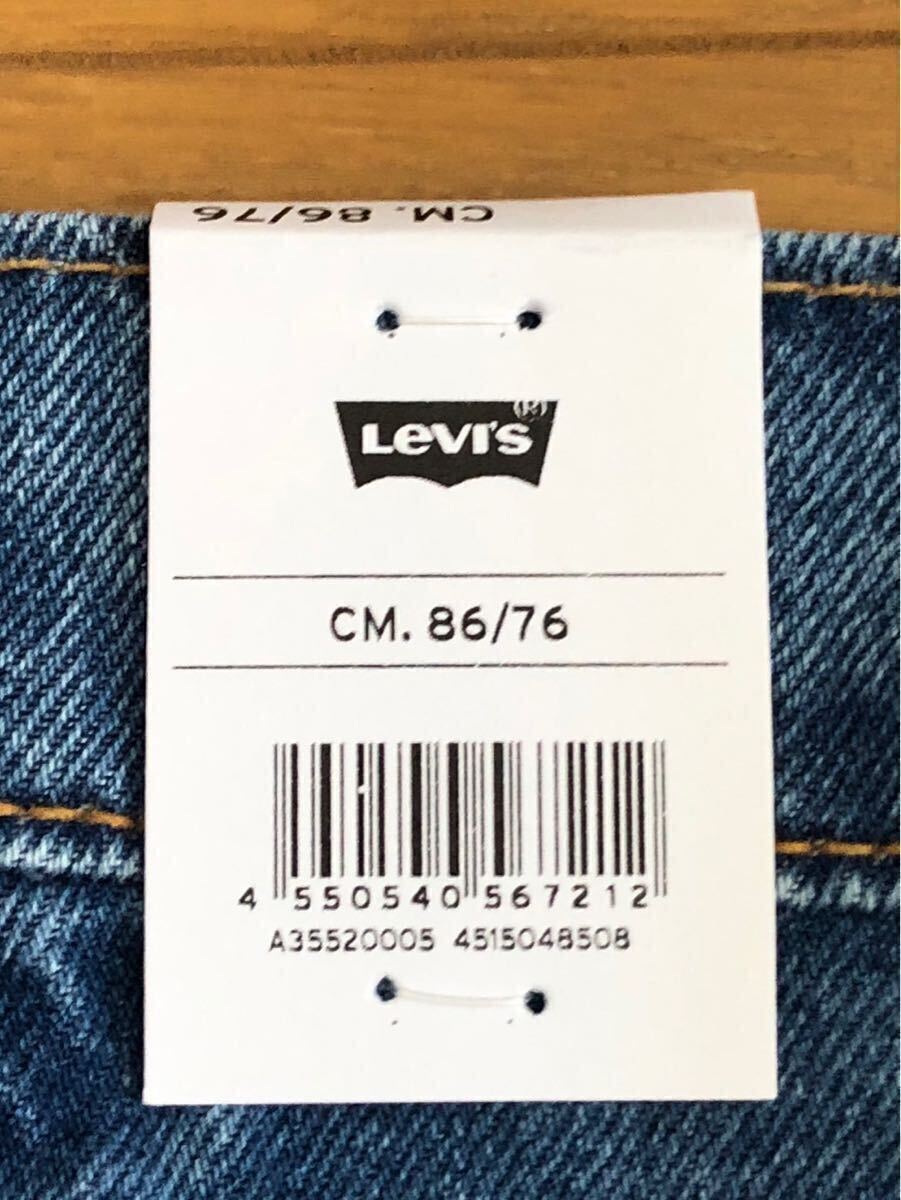 CM. 86/76
Levi's
(R)
CM. 86/76
4 550540 567212
A35520005 4515048508